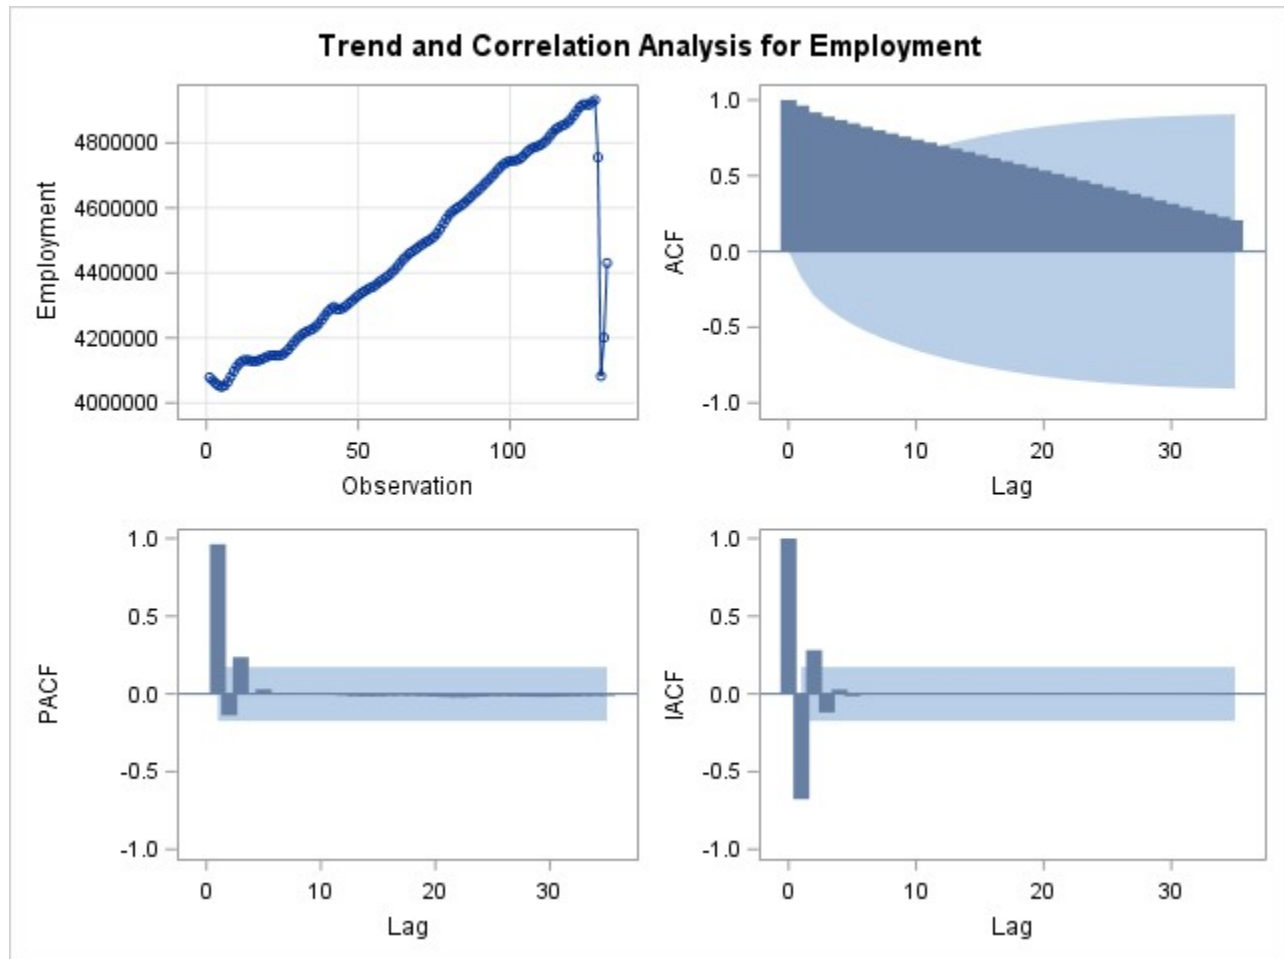 Trend and Correlation Analysis for Employment
Employment
4800000
4600000
4400000
4200000
4000000
0 50 100
Observation
ACF
1.0
0.5
0.0
-0.5
-1.0
0 10 20 30
Lag
PACF
1.0
0.5
0.0
-0.5
-1.0
0 10 20 30
Lag
IACF
1.0
0.5
0.0
-0.5
-1.0
0 10 20 30
Lag